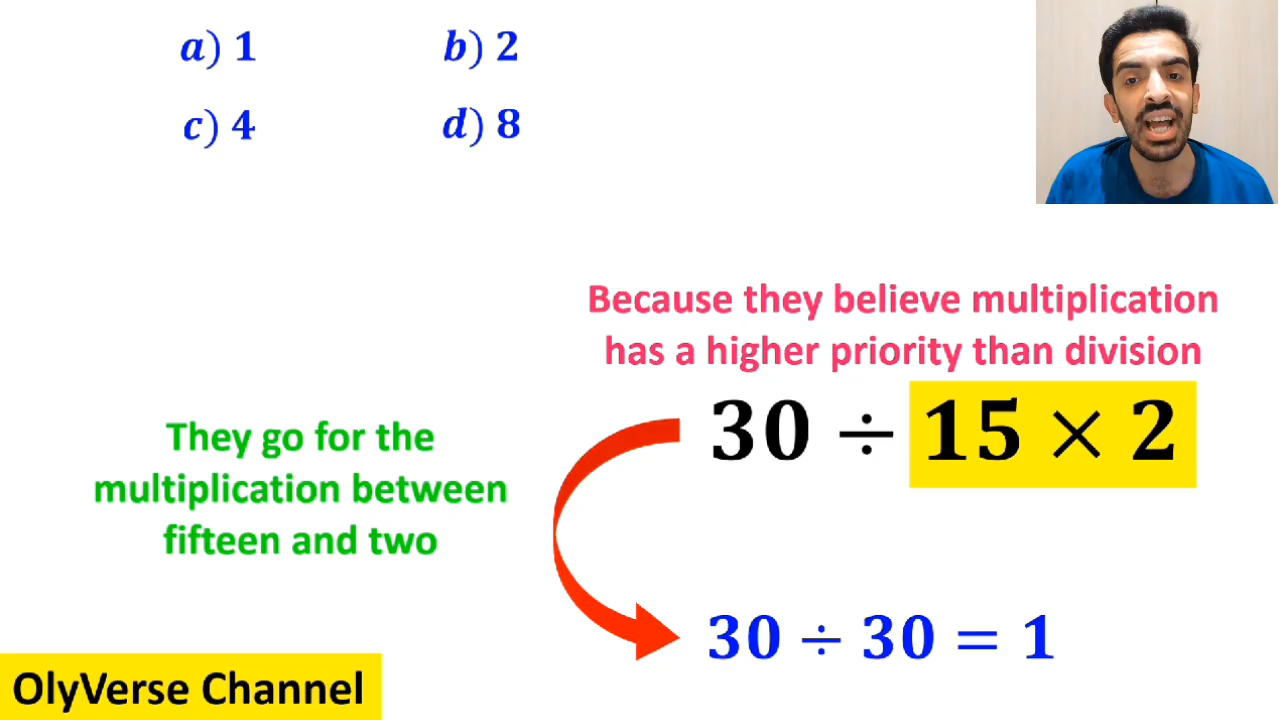 a) 1 b) 2
c) 4 d) 8
Because they believe multiplication
has a higher priority than division
30 ÷ 15 × 2
They go for the
multiplication between
fifteen and two
30 ÷ 30 = 1
OlyVerse Channel